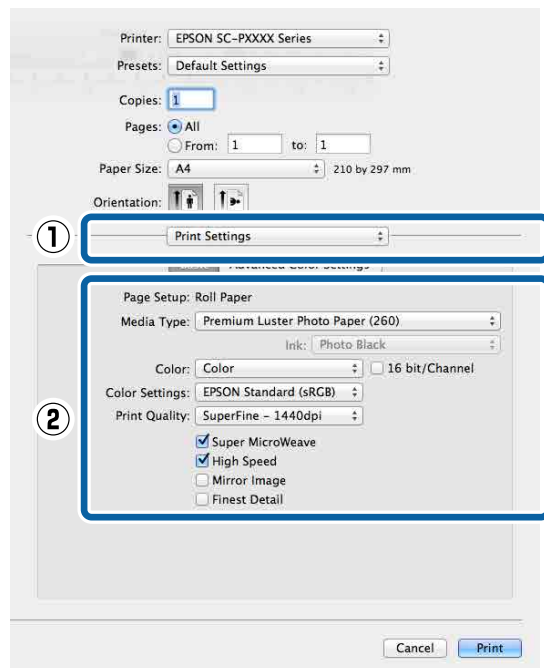 Printer: EPSON SC-PXXXX Series
Presets: Default Settings
Copies: 1
Pages: All
From: 1 to: 1
Paper Size: A4 210 by 297 mm
Orientation:
1 Print Settings
Advanced Color Settings
Page Setup: Roll Paper
Media Type: Premium Luster Photo Paper (260)
Ink: Photo Black
Color: Color 16 bit/Channel
Color Settings: EPSON Standard (sRGB)
2 Print Quality: SuperFine - 1440dpi
Super MicroWeave
High Speed
Mirror Image
Finest Detail
Cancel Print